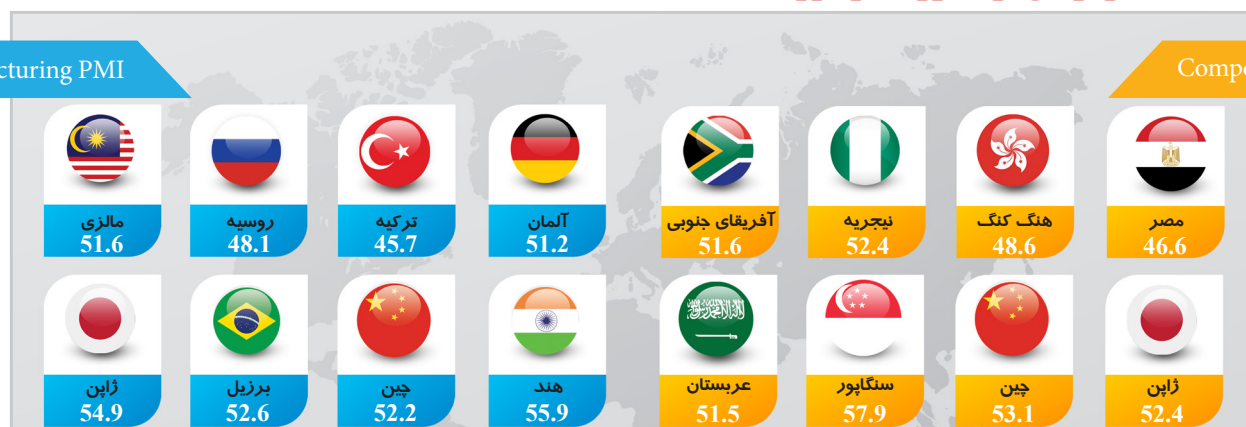 cturing PMI
Compo
مالزی
51.6
روسیه
48.1
ترکیه
45.7
آلمان
51.2
آفریقای جنوبی
51.6
نیجریه
52.4
هنگ کنگ
48.6
مصر
46.6
ژاپن
54.9
برزیل
52.6
چین
52.2
هند
55.9
عربستان
51.5
سنگاپور
57.9
چین
53.1
ژاپن
52.4